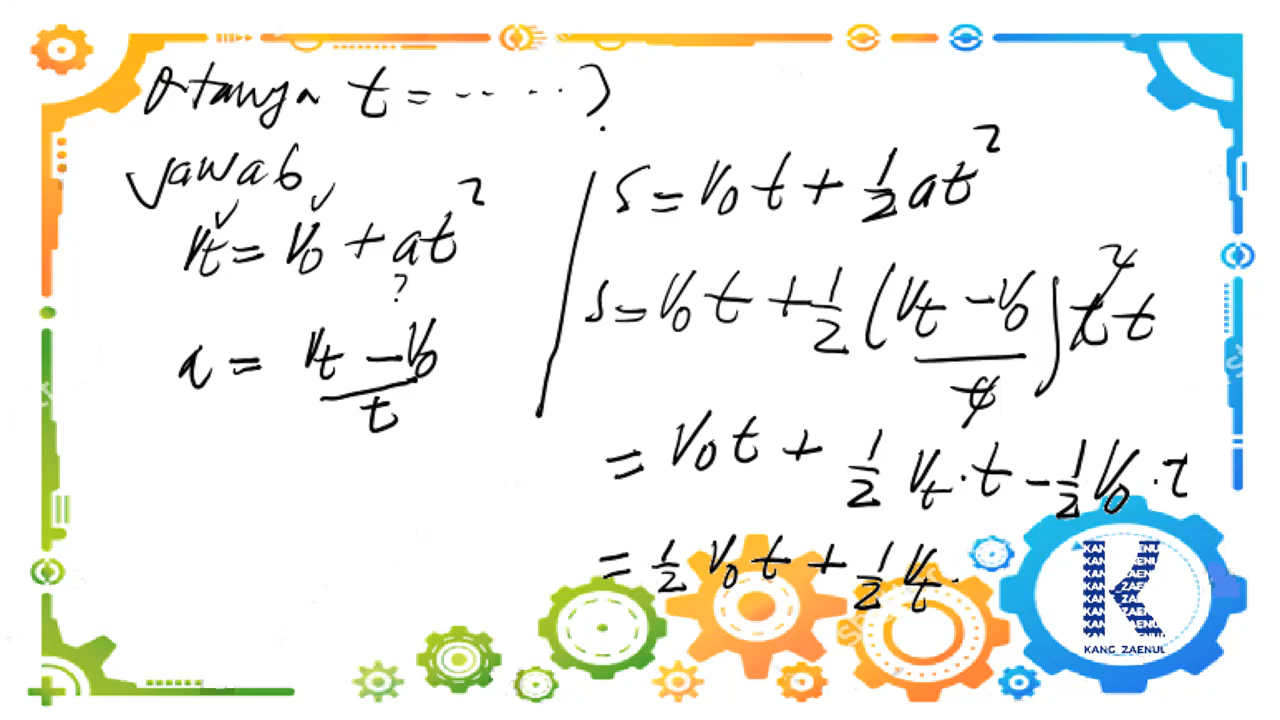 Ditanya t = ..... ?
Jawab
Vt = V0 + at²
?
a = (Vt - V0)/t
S = V0 t + 1/2 at²
S = V0 t + 1/2 (Vt - V0 / t) t² t
= V0 t + 1/2 Vt · t - 1/2 V0 · t
= 1/2 V0 t + 1/2 Vt ·
KANG_ZAENUL